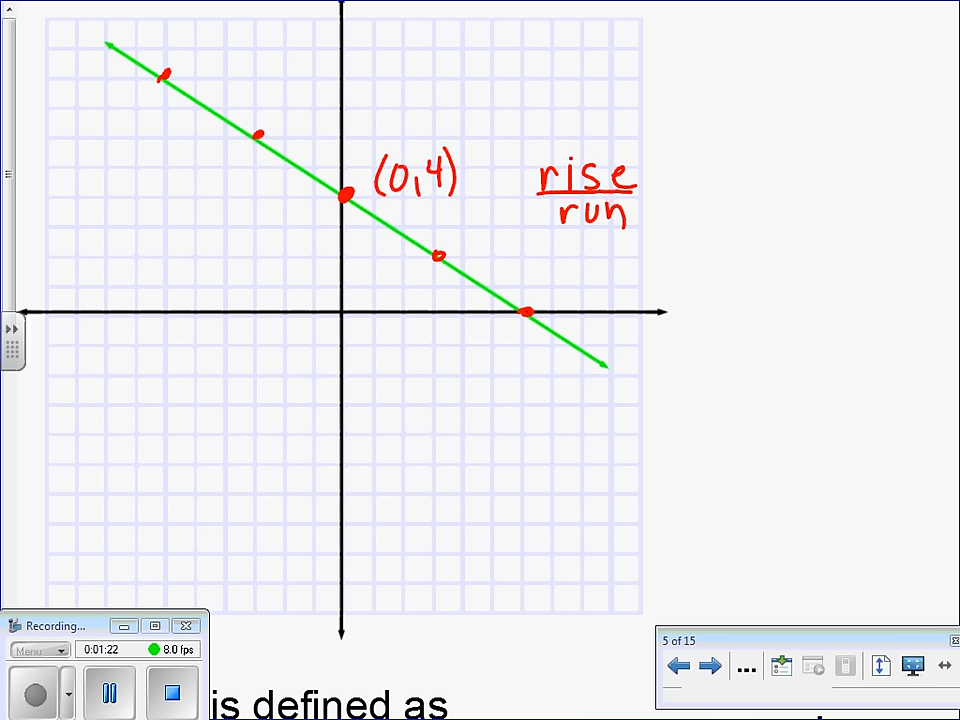 (0,4)
rise
run
Recording...
Menu
0:01:22
8.0 fps
5 of 15
...
is defined as